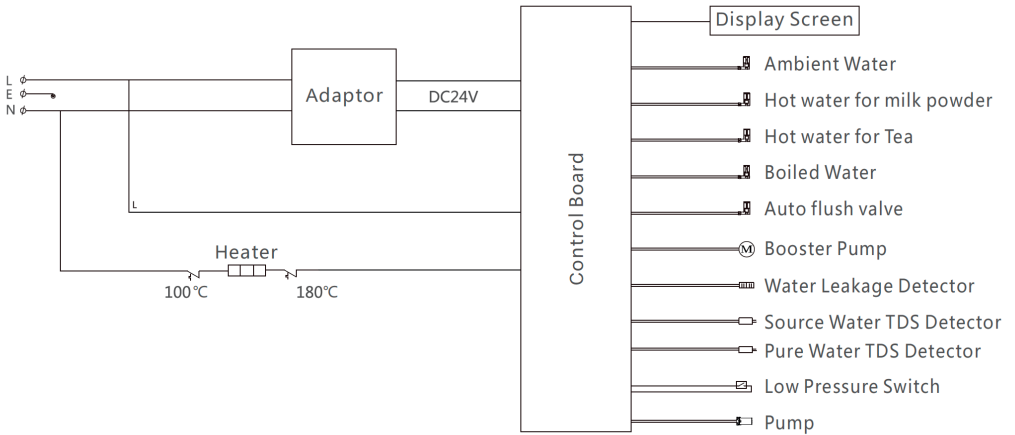 Display Screen
Ambient Water
L
E
N
Adaptor
DC24V
Hot water for milk powder
Hot water for Tea
Boiled Water
L
Auto flush valve
Control Board
Heater
Booster Pump
100℃
180℃
Water Leakage Detector
Source Water TDS Detector
Pure Water TDS Detector
Low Pressure Switch
M
Pump